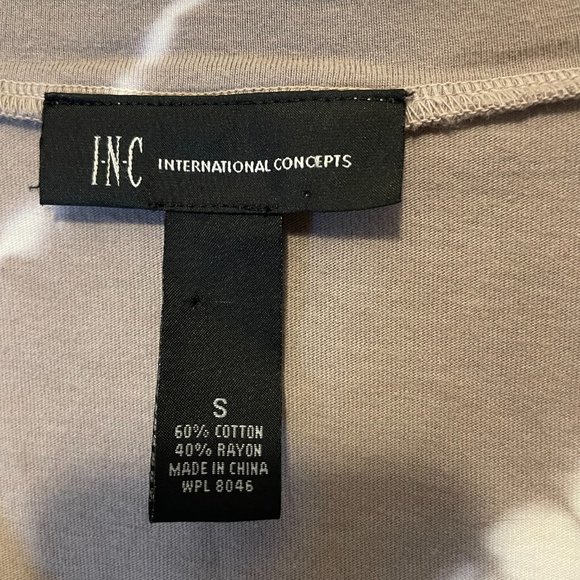 I·N·C INTERNATIONAL CONCEPTS
S
60% COTTON
40% RAYON
MADE IN CHINA
WPL 8046